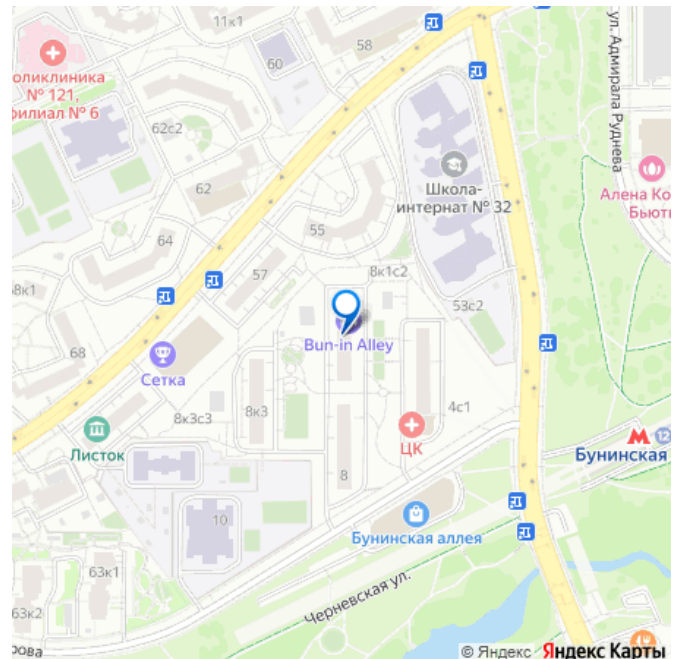 11к1
58
60
ул. Адмирала Руднева
оликлиника
№ 121,
филиал № 6
62с2
Школа-
интернат № 32
Алена Ко
Бьюти
62
55
64
57
8к1с2
8к1
53с2
Bun-in Alley
68
Сетка
8к3с3
8к3
4с1
ЦК
Листок
12
Бунинская
8
10
Бунинская аллея
63к1
Черневская ул.
63к2
рова
© Яндекс Яндекс Карты